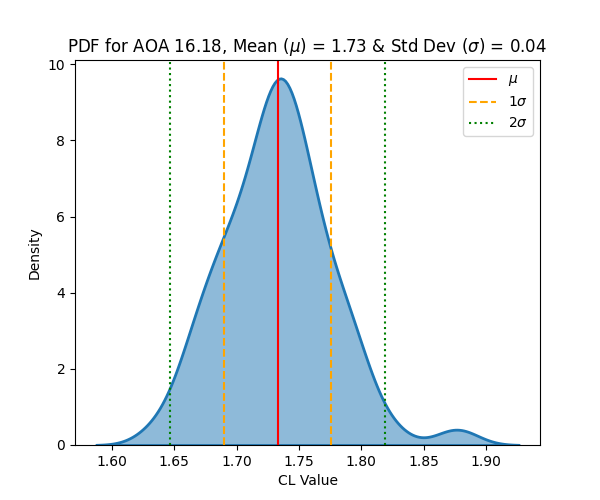 PDF for AOA 16.18, Mean (μ) = 1.73 & Std Dev (σ) = 0.04
10
8
6
4
2
0
Density
μ
1σ
2σ
1.60 1.65 1.70 1.75 1.80 1.85 1.90
CL Value